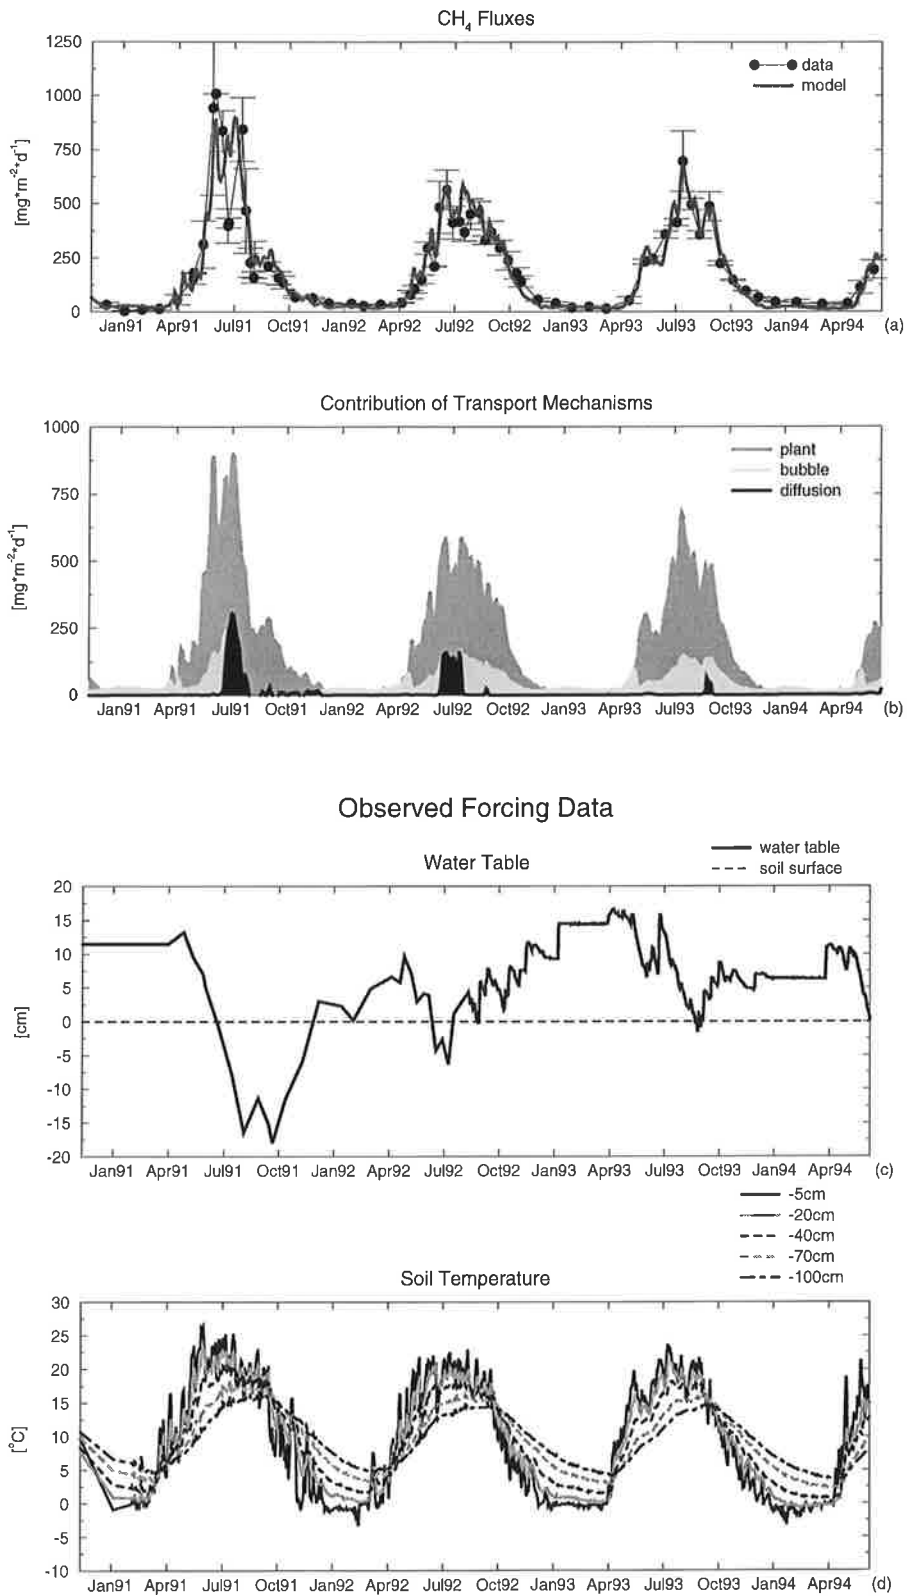 CH4 Fluxes
1250
1000
750
500
250
0
[mg*m-2*d-1]
data
model
Jan91 Apr91 Jul91 Oct91 Jan92 Apr92 Jul92 Oct92 Jan93 Apr93 Jul93 Oct93 Jan94 Apr94 (a)
Contribution of Transport Mechanisms
1000
750
500
250
0
[mg*m-2*d-1]
plant
bubble
diffusion
Jan91 Apr91 Jul91 Oct91 Jan92 Apr92 Jul92 Oct92 Jan93 Apr93 Jul93 Oct93 Jan94 Apr94 (b)
Observed Forcing Data
Water Table
water table
soil surface
20
15
10
5
0
-5
-10
-15
-20
[cm]
Jan91 Apr91 Jul91 Oct91 Jan92 Apr92 Jul92 Oct92 Jan93 Apr93 Jul93 Oct93 Jan94 Apr94 (c)
-5cm
-20cm
-40cm
-70cm
-100cm
Soil Temperature
30
25
20
15
10
5
0
-5
-10
[°C]
Jan91 Apr91 Jul91 Oct91 Jan92 Apr92 Jul92 Oct92 Jan93 Apr93 Jul93 Oct93 Jan94 Apr94 (d)